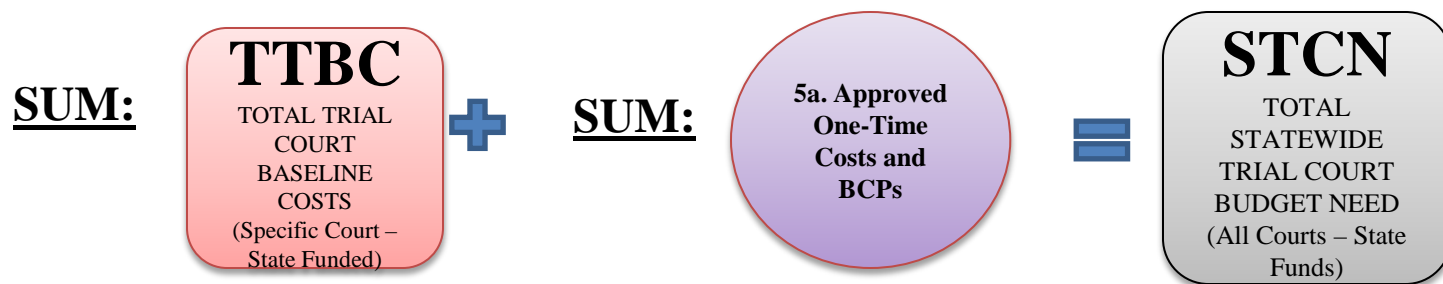 SUM:
TTBC
TOTAL TRIAL
COURT
BASELINE
COSTS
(Specific Court –
State Funded)
SUM:
5a. Approved
One-Time
Costs and
BCPs
STCN
TOTAL
STATEWIDE
TRIAL COURT
BUDGET NEED
(All Courts – State
Funds)